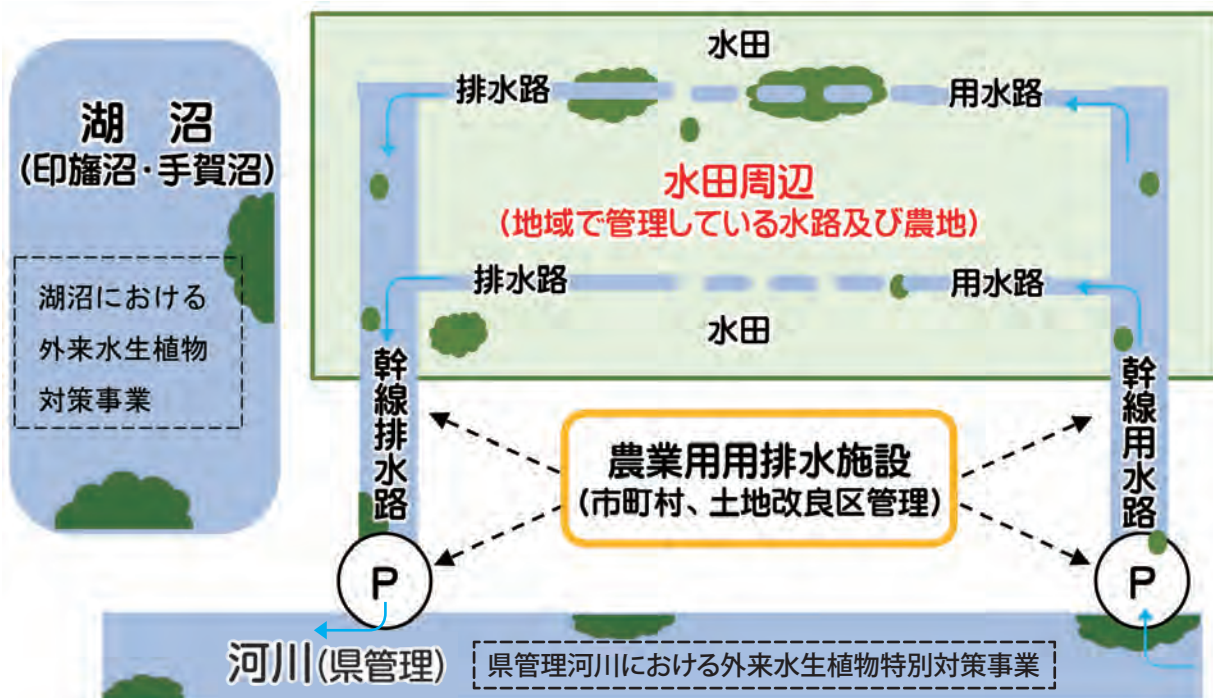 湖　沼
(印旛沼・手賀沼)
湖沼における
外来水生植物
対策事業
水田
排水路
用水路
水田周辺
(地域で管理している水路及び農地)
排水路
用水路
水田
幹線排水路
幹線用水路
農業用用排水施設
(市町村、土地改良区管理)
P
P
河川(県管理)
県管理河川における外来水生植物特別対策事業